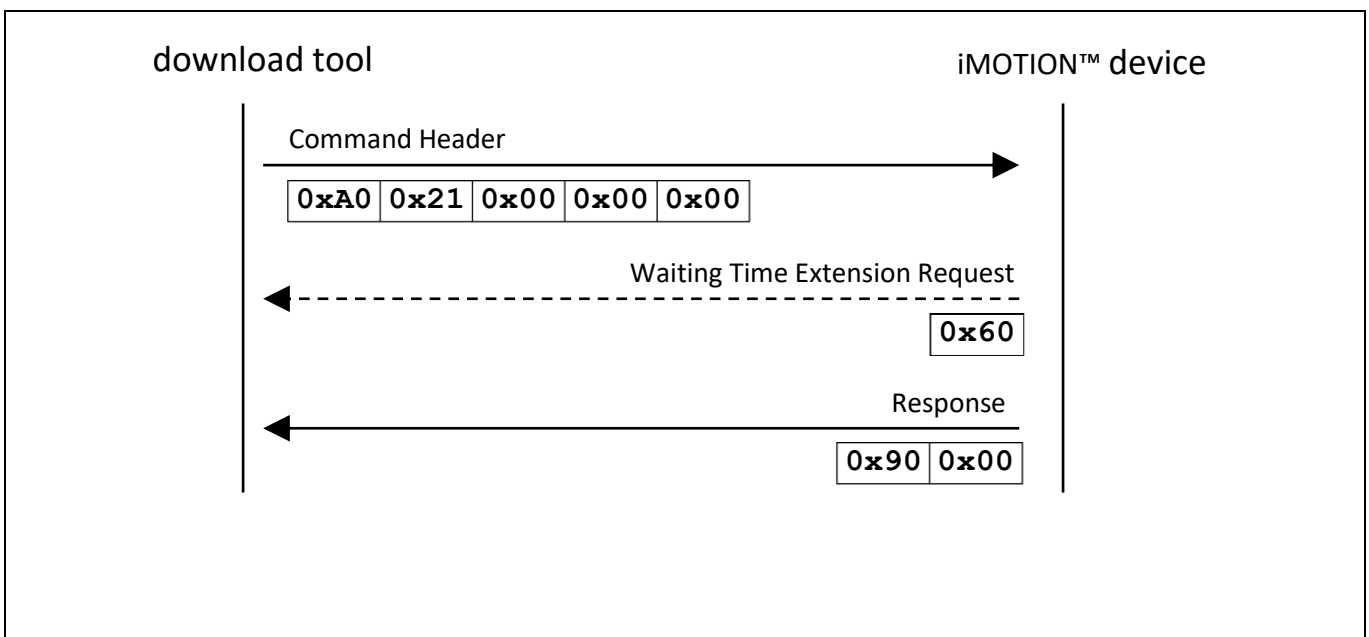 download tool iMOTION™ device
Command Header
0xA0 0x21 0x00 0x00 0x00
Waiting Time Extension Request
0x60
Response
0x90 0x00